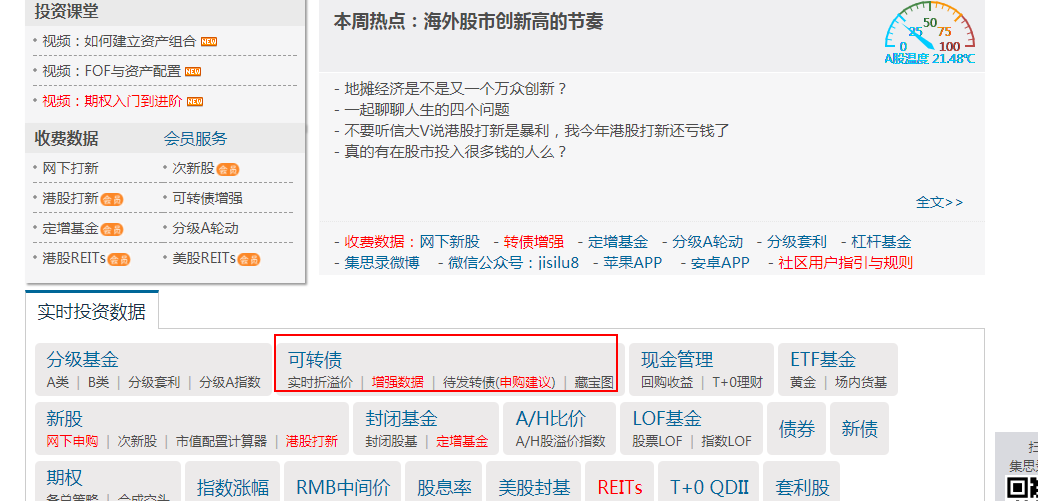 投资课堂
视频：如何建立资产组合 NEW
视频：FOF与资产配置 NEW
视频：期权入门到进阶 NEW
收费数据 会员服务
网下打新 次新股 会员
港股打新 会员 可转债增强
定增基金 会员 分级A轮动
港股REITs 会员 美股REITs 会员
本周热点：海外股市创新高的节奏
0 25 50 75 100
A股温度 21.48℃
- 地摊经济是不是又一个万众创新？
- 一起聊聊人生的四个问题
- 不要听信大V说港股打新是暴利，我今年港股打新还亏钱了
- 真的有在股市投入很多钱的人么？
全文>>
- 收费数据：网下新股 - 转债增强 - 定增基金 - 分级A轮动 - 分级套利 - 杠杆基金
- 集思录微博 - 微信公众号：jisilu8 - 苹果APP - 安卓APP - 社区用户指引与规则
实时投资数据
分级基金
A类 | B类 | 分级套利 | 分级A指数
可转债
实时折溢价 | 增强数据 | 待发转债(申购建议) | 藏宝图
现金管理
回购收益 | T+0理财
ETF基金
黄金 | 场内货基
新股
网下申购 | 次新股 | 市值配置计算器 | 港股打新
封闭基金
封闭股基 | 定增基金
A/H比价
A/H股溢价指数
LOF基金
股票LOF | 指数LOF
债券
新债
期权
指数涨幅
RMB中间价
股息率
美股封基
REITs
T+0 QDII
套利股
集思